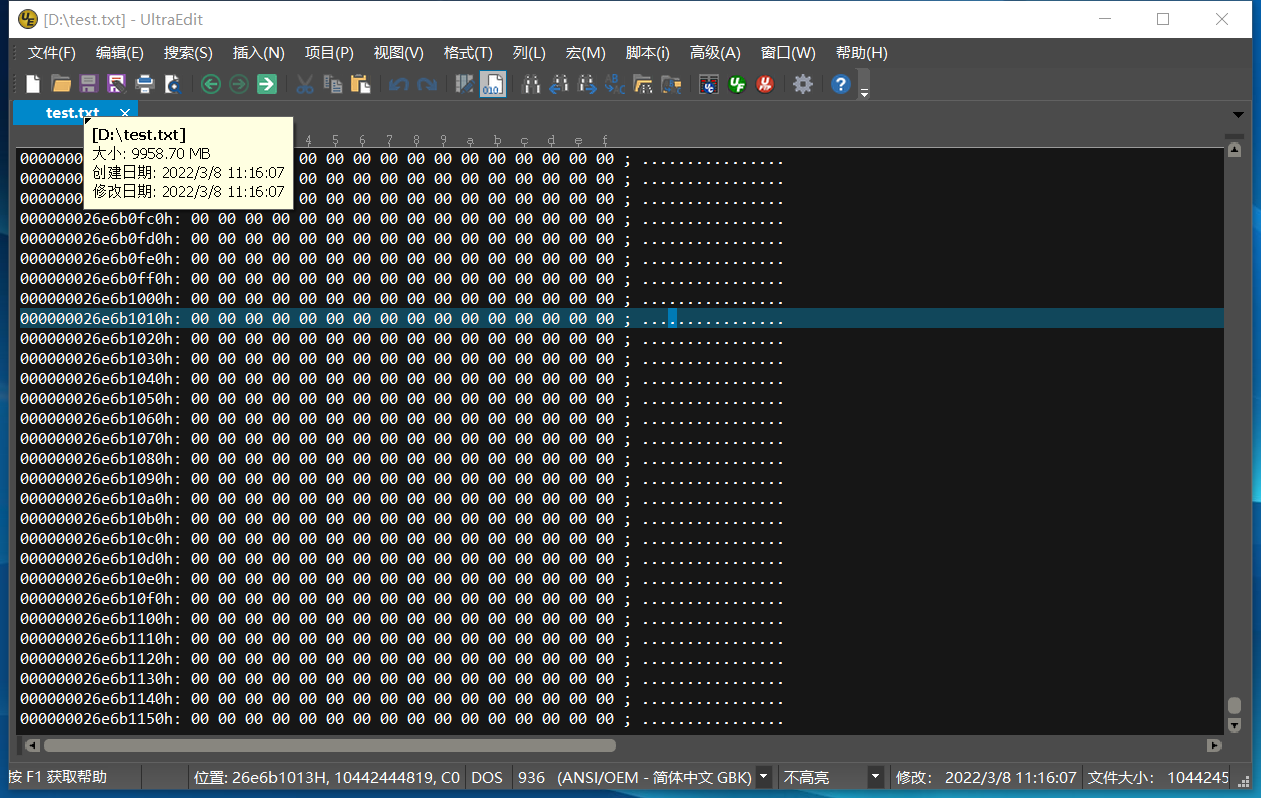 [D:\test.txt] - UltraEdit
文件(F) 编辑(E) 搜索(S) 插入(N) 项目(P) 视图(V) 格式(T) 列(L) 宏(M) 脚本(i) 高级(A) 窗口(W) 帮助(H)
test.txt
[D:\test.txt]
大小: 9958.70 MB
创建日期: 2022/3/8 11:16:07
修改日期: 2022/3/8 11:16:07
4 5 6 7 8 9 a b c d e f
0000000 00 00 00 00 00 00 00 00 00 00 00 00 ; ................
0000000 00 00 00 00 00 00 00 00 00 00 00 00 ; ................
0000000 00 00 00 00 00 00 00 00 00 00 00 00 ; ................
000000026e6b0fc0h: 00 00 00 00 00 00 00 00 00 00 00 00 00 00 00 00 ; ................
000000026e6b0fd0h: 00 00 00 00 00 00 00 00 00 00 00 00 00 00 00 00 ; ................
000000026e6b0fe0h: 00 00 00 00 00 00 00 00 00 00 00 00 00 00 00 00 ; ................
000000026e6b0ff0h: 00 00 00 00 00 00 00 00 00 00 00 00 00 00 00 00 ; ................
000000026e6b1000h: 00 00 00 00 00 00 00 00 00 00 00 00 00 00 00 00 ; ................
000000026e6b1010h: 00 00 00 00 00 00 00 00 00 00 00 00 00 00 00 00 ; ................
000000026e6b1020h: 00 00 00 00 00 00 00 00 00 00 00 00 00 00 00 00 ; ................
000000026e6b1030h: 00 00 00 00 00 00 00 00 00 00 00 00 00 00 00 00 ; ................
000000026e6b1040h: 00 00 00 00 00 00 00 00 00 00 00 00 00 00 00 00 ; ................
000000026e6b1050h: 00 00 00 00 00 00 00 00 00 00 00 00 00 00 00 00 ; ................
000000026e6b1060h: 00 00 00 00 00 00 00 00 00 00 00 00 00 00 00 00 ; ................
000000026e6b1070h: 00 00 00 00 00 00 00 00 00 00 00 00 00 00 00 00 ; ................
000000026e6b1080h: 00 00 00 00 00 00 00 00 00 00 00 00 00 00 00 00 ; ................
000000026e6b1090h: 00 00 00 00 00 00 00 00 00 00 00 00 00 00 00 00 ; ................
000000026e6b10a0h: 00 00 00 00 00 00 00 00 00 00 00 00 00 00 00 00 ; ................
000000026e6b10b0h: 00 00 00 00 00 00 00 00 00 00 00 00 00 00 00 00 ; ................
000000026e6b10c0h: 00 00 00 00 00 00 00 00 00 00 00 00 00 00 00 00 ; ................
000000026e6b10d0h: 00 00 00 00 00 00 00 00 00 00 00 00 00 00 00 00 ; ................
000000026e6b10e0h: 00 00 00 00 00 00 00 00 00 00 00 00 00 00 00 00 ; ................
000000026e6b10f0h: 00 00 00 00 00 00 00 00 00 00 00 00 00 00 00 00 ; ................
000000026e6b1100h: 00 00 00 00 00 00 00 00 00 00 00 00 00 00 00 00 ; ................
000000026e6b1110h: 00 00 00 00 00 00 00 00 00 00 00 00 00 00 00 00 ; ................
000000026e6b1120h: 00 00 00 00 00 00 00 00 00 00 00 00 00 00 00 00 ; ................
000000026e6b1130h: 00 00 00 00 00 00 00 00 00 00 00 00 00 00 00 00 ; ................
000000026e6b1140h: 00 00 00 00 00 00 00 00 00 00 00 00 00 00 00 00 ; ................
000000026e6b1150h: 00 00 00 00 00 00 00 00 00 00 00 00 00 00 00 00 ; ................
按 F1 获取帮助 位置: 26e6b1013H, 10442444819, C0 DOS 936 (ANSI/OEM - 简体中文 GBK) 不高亮 修改: 2022/3/8 11:16:07 文件大小: 1044245